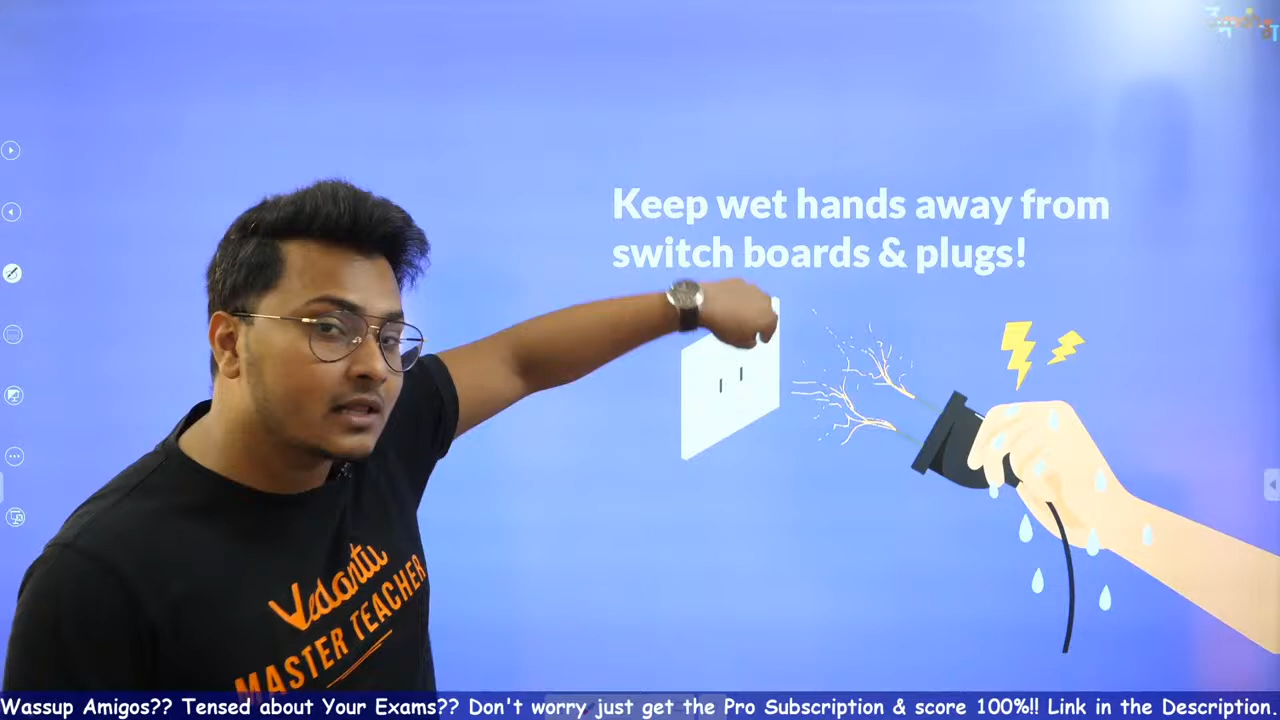 Keep wet hands away from
switch boards & plugs!
Vedantu
MASTER TEACHER
Wassup Amigos?? Tensed about Your Exams?? Don't worry just get the Pro Subscription & score 100%!! Link in the Description.